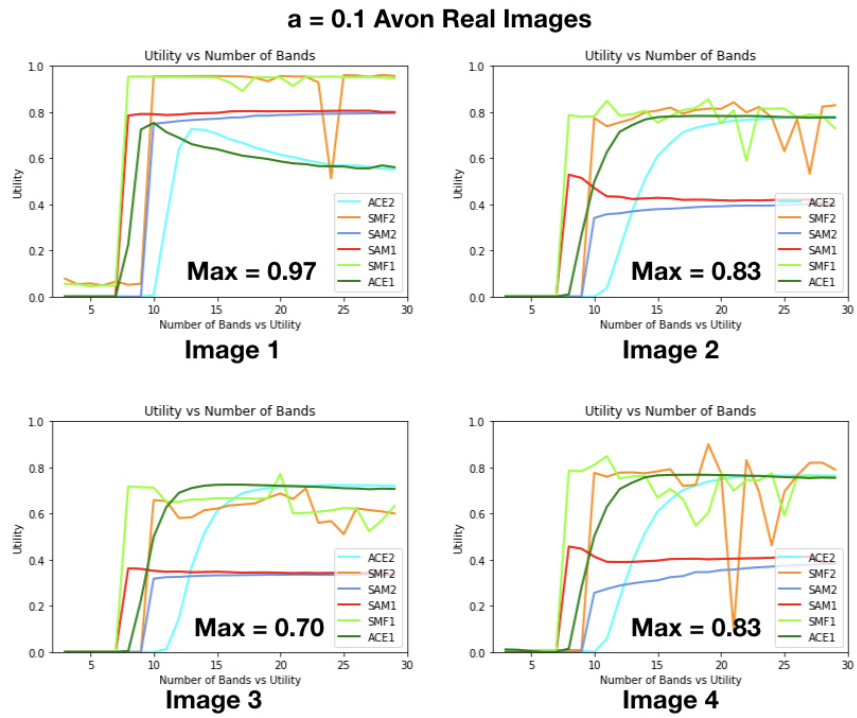 a = 0.1 Avon Real Images
Utility vs Number of Bands
1.0
0.8
0.6
0.4
0.2
0.0
Utility
5 10 15 20 25 30
Number of Bands vs Utility
ACE2
SMF2
SAM2
SAM1
SMF1
ACE1
Max = 0.97
Image 1
Utility vs Number of Bands
1.0
0.8
0.6
0.4
0.2
0.0
Utility
5 10 15 20 25 30
Number of Bands vs Utility
ACE2
SMF2
SAM2
SAM1
SMF1
ACE1
Max = 0.83
Image 2
Utility vs Number of Bands
1.0
0.8
0.6
0.4
0.2
0.0
Utility
5 10 15 20 25 30
Number of Bands vs Utility
ACE2
SMF2
SAM2
SAM1
SMF1
ACE1
Max = 0.70
Image 3
Utility vs Number of Bands
1.0
0.8
0.6
0.4
0.2
0.0
Utility
5 10 15 20 25 30
Number of Bands vs Utility
ACE2
SMF2
SAM2
SAM1
SMF1
ACE1
Max = 0.83
Image 4